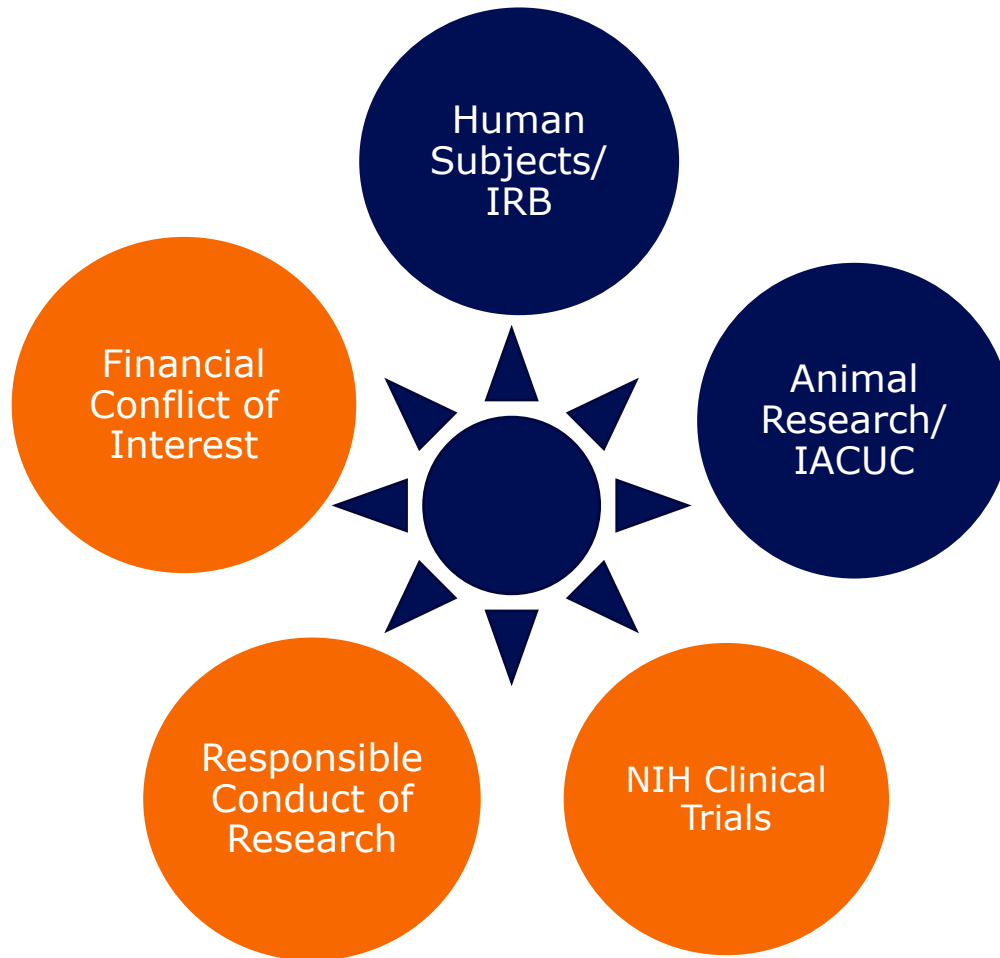 Human
Subjects/
IRB
Financial
Conflict of
Interest
Animal
Research/
IACUC
Responsible
Conduct of
Research
NIH Clinical
Trials